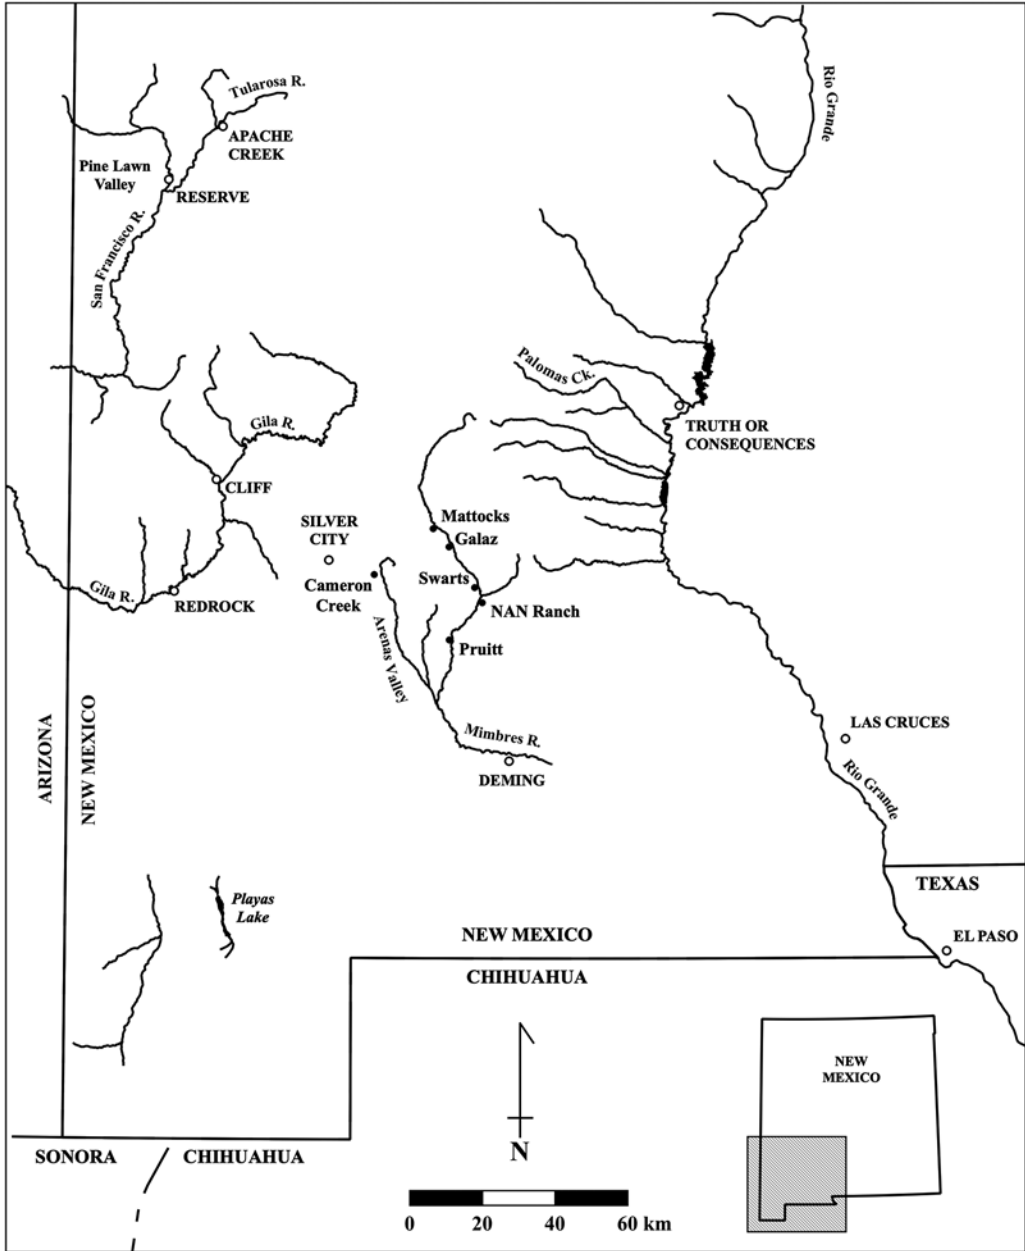 Tularosa R.
Rio Grande
APACHE
CREEK
Pine Lawn
Valley
RESERVE
San Francisco R.
Palomas Ck.
TRUTH OR
CONSEQUENCES
Gila R.
CLIFF
SILVER
CITY
Mattocks
Galaz
Cameron
Creek
Swarts
NAN Ranch
Gila R.
REDROCK
Arenas Valley
Pruitt
ARIZONA
NEW MEXICO
Mimbres R.
DEMING
LAS CRUCES
Rio Grande
TEXAS
Playas
Lake
NEW MEXICO
CHIHUAHUA
EL PASO
NEW
MEXICO
N
SONORA
CHIHUAHUA
0 20 40 60 km